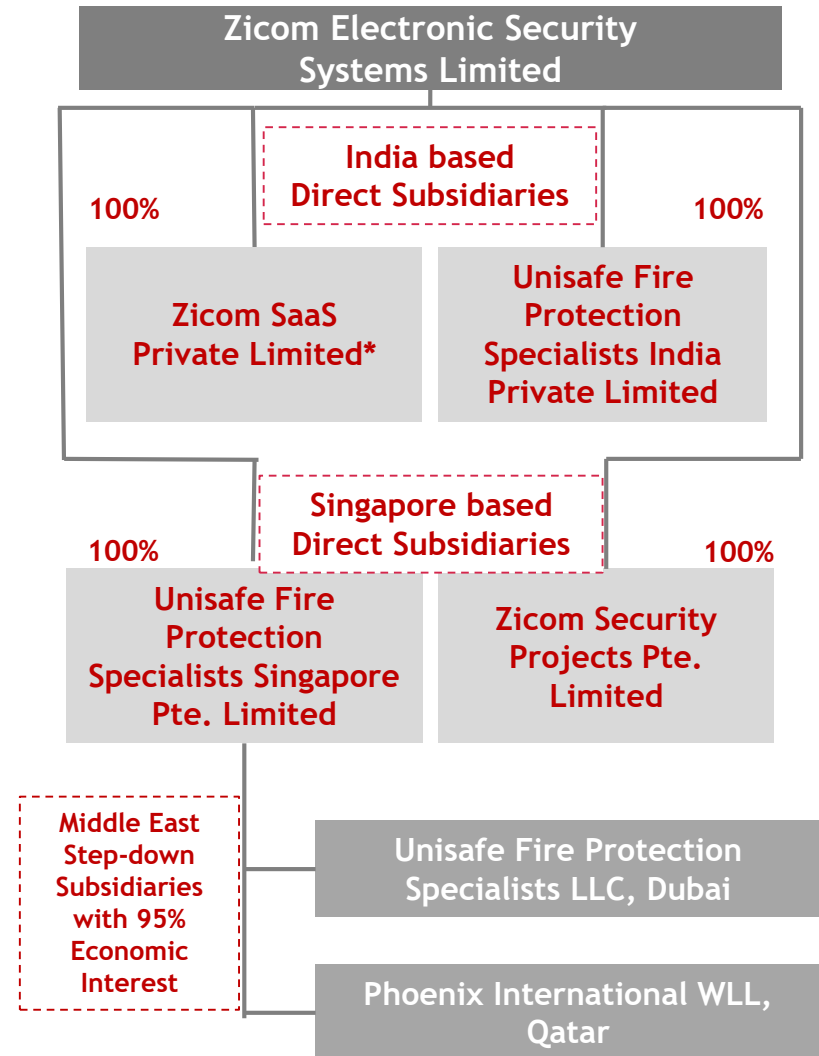 Zicom Electronic Security
Systems Limited
India based
Direct Subsidiaries
100%
100%
Zicom SaaS
Private Limited*
Unisafe Fire
Protection
Specialists India
Private Limited
Singapore based
Direct Subsidiaries
100%
100%
Unisafe Fire
Protection
Specialists Singapore
Pte. Limited
Zicom Security
Projects Pte.
Limited
Middle East
Step-down
Subsidiaries
with 95%
Economic
Interest
Unisafe Fire Protection
Specialists LLC, Dubai
Phoenix International WLL,
Qatar